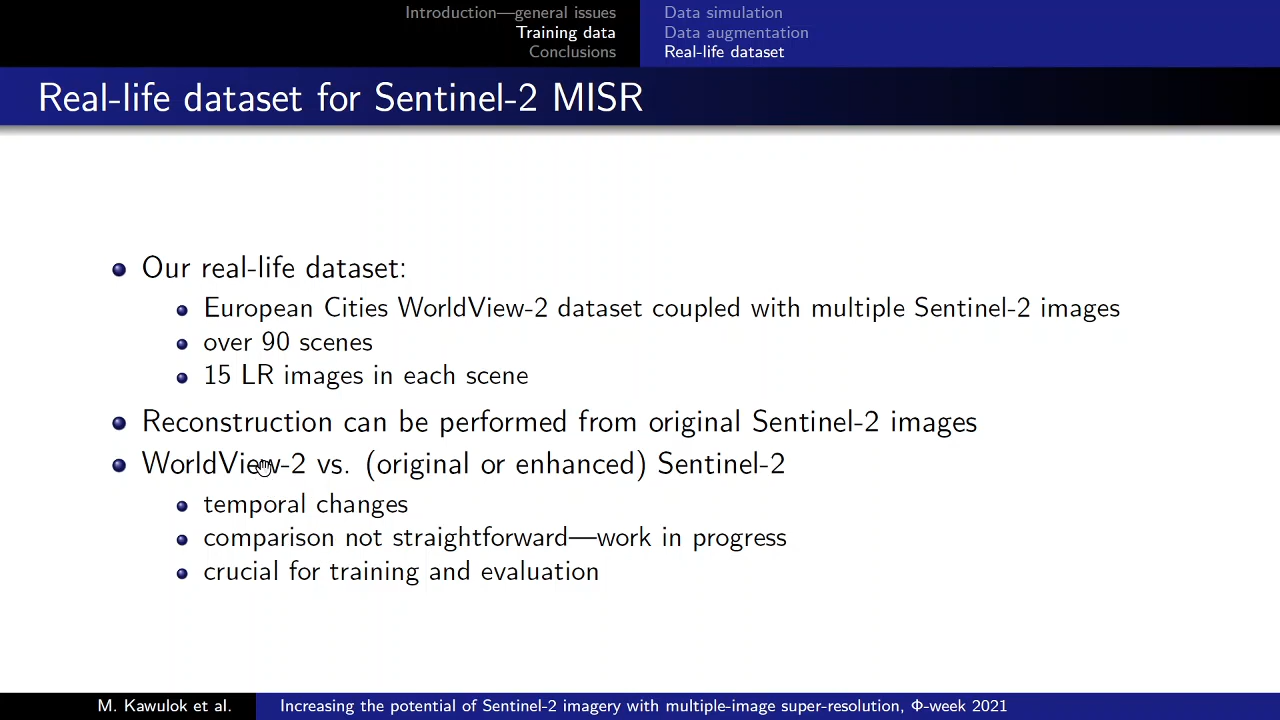 Introduction—general issues
Training data
Conclusions
Data simulation
Data augmentation
Real-life dataset
Real-life dataset for Sentinel-2 MISR
Our real-life dataset:
European Cities WorldView-2 dataset coupled with multiple Sentinel-2 images
over 90 scenes
15 LR images in each scene
Reconstruction can be performed from original Sentinel-2 images
WorldView-2 vs. (original or enhanced) Sentinel-2
temporal changes
comparison not straightforward—work in progress
crucial for training and evaluation
M. Kawulok et al.
Increasing the potential of Sentinel-2 imagery with multiple-image super-resolution, Φ-week 2021